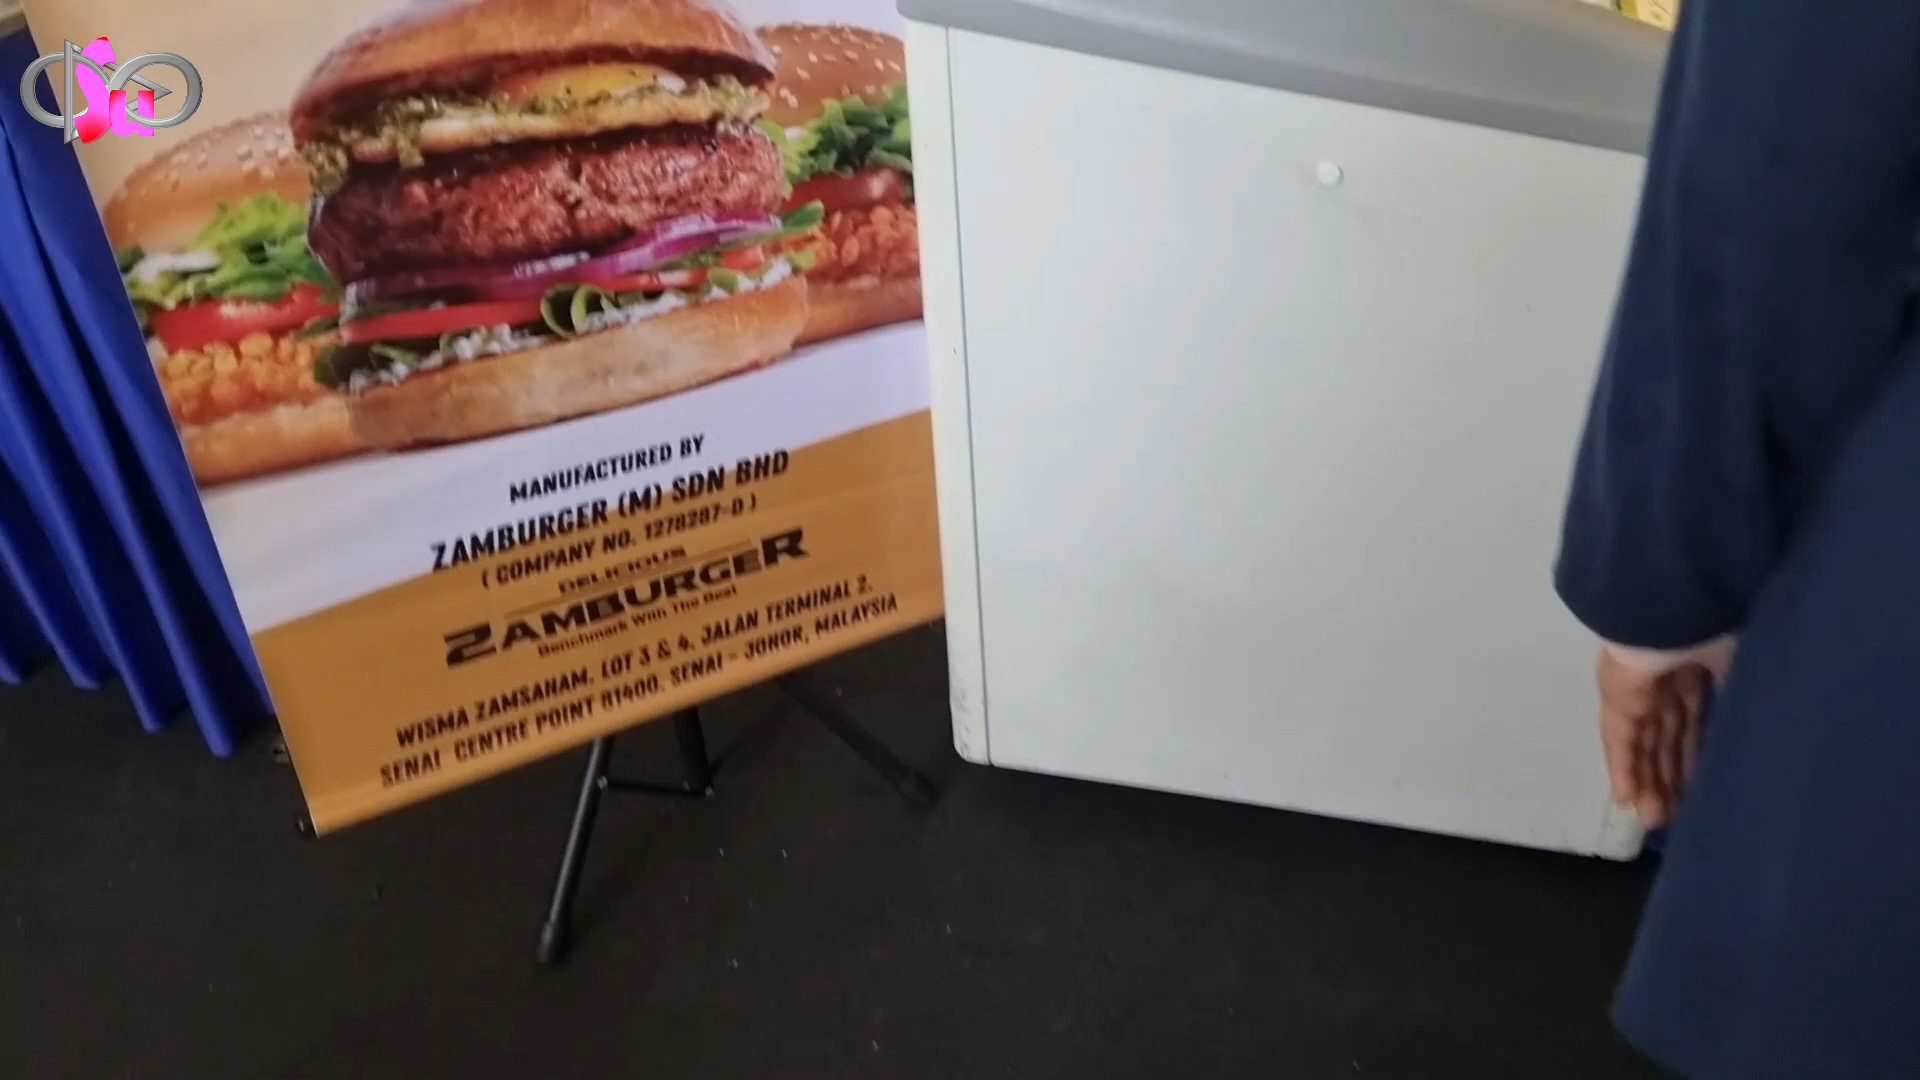 Su
MANUFACTURED BY
ZAMBURGER (M) SDN BHD
( COMPANY NO. 1278287-D )
DELICIOUS
ZAMBURGER
Benchmark With The Best
WISMA ZAMSAHAM, LOT 3 & 4, JALAN TERMINAL 2,
SENAI CENTRE POINT 81400, SENAI - JOHOR, MALAYSIA